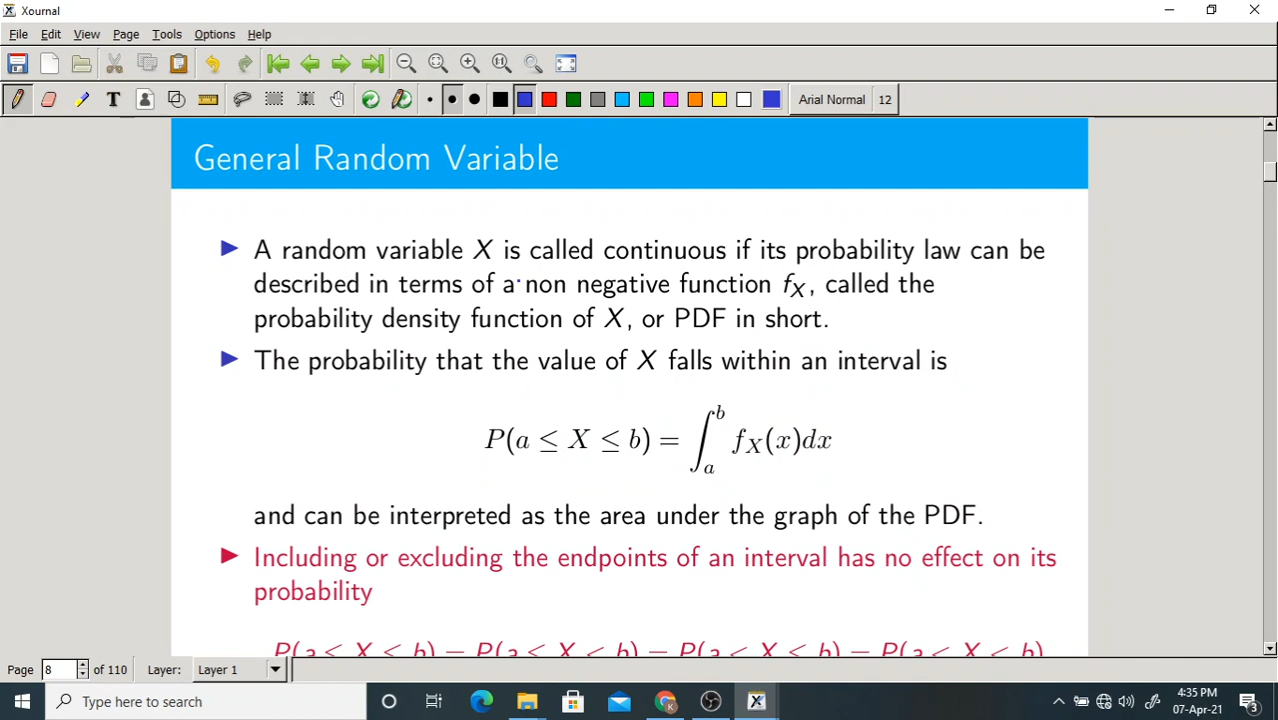 Xournal
File Edit View Page Tools Options Help
Arial Normal 12
General Random Variable
A random variable X is called continuous if its probability law can be
described in terms of a non negative function f_X, called the
probability density function of X, or PDF in short.
The probability that the value of X falls within an interval is
P(a ≤ X ≤ b) = ∫_a^b f_X(x)dx
and can be interpreted as the area under the graph of the PDF.
Including or excluding the endpoints of an interval has no effect on its
probability
Page 8 of 110 Layer: Layer 1
Type here to search
4:35 PM
07-Apr-21
3